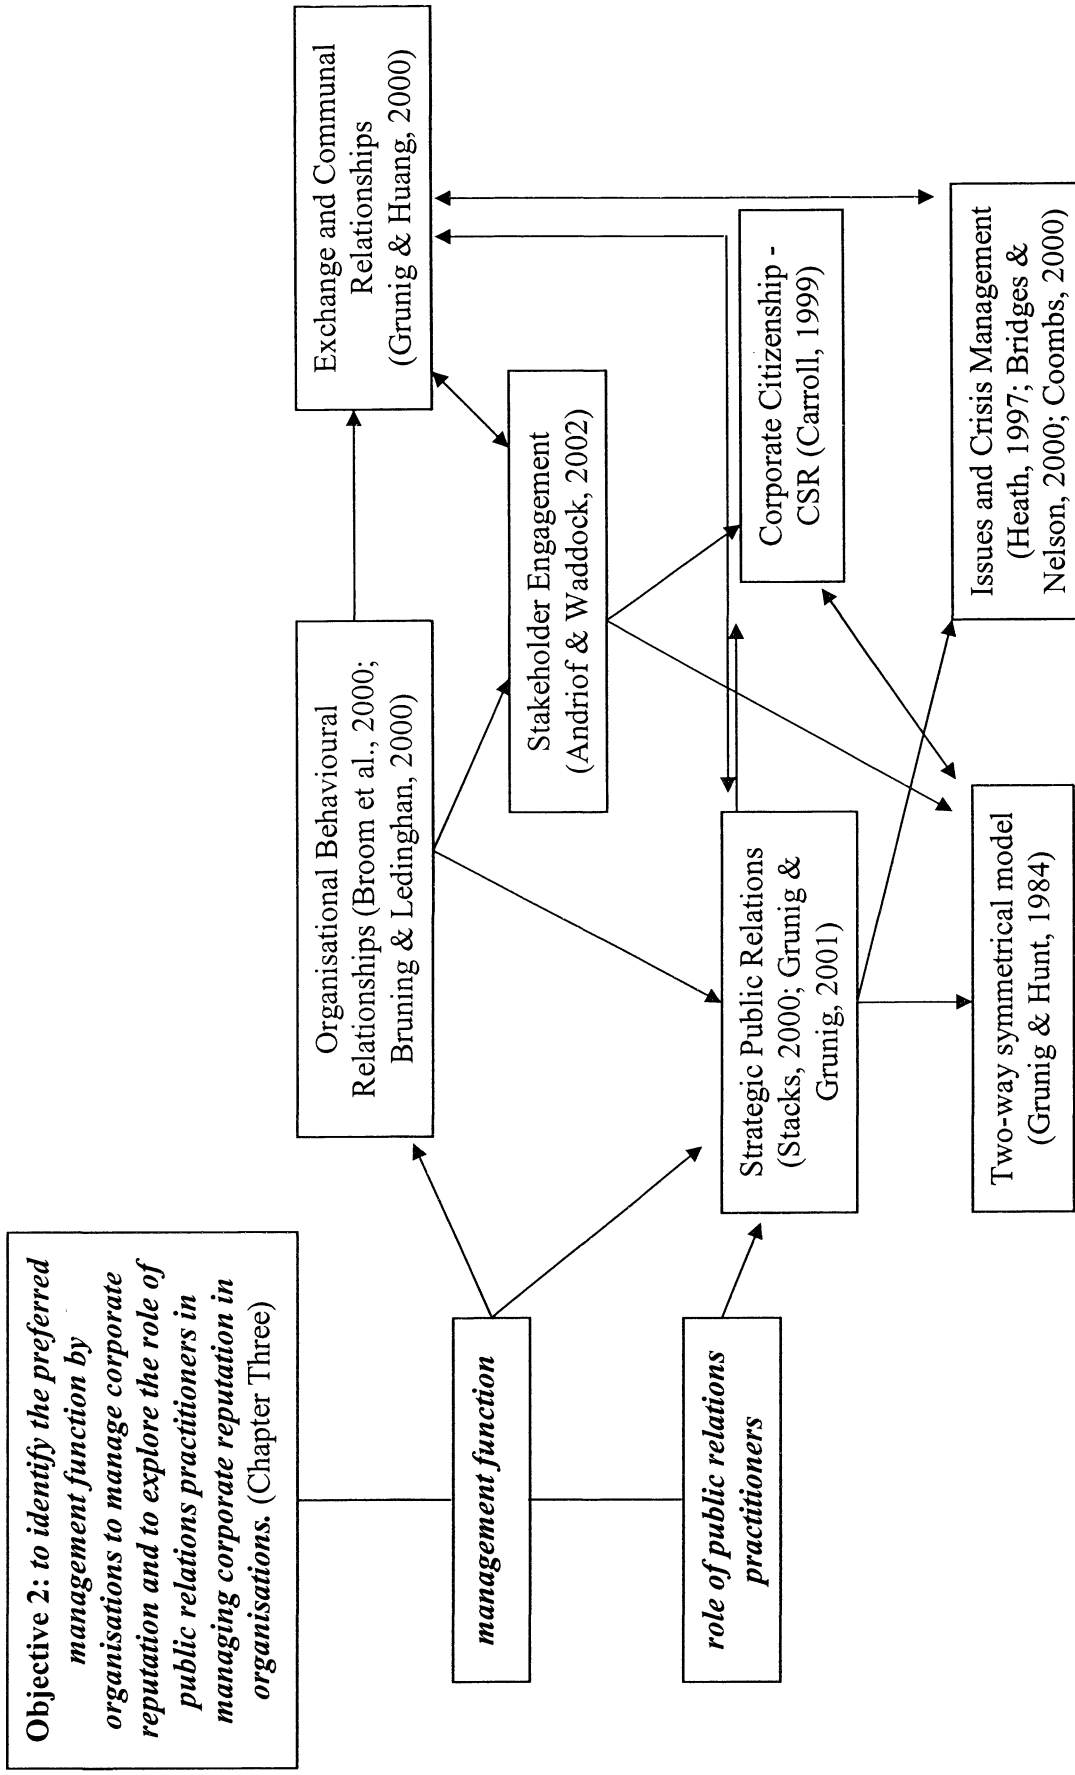 Objective 2: to identify the preferred
management function by
organisations to manage corporate
reputation and to explore the role of
public relations practitioners in
managing corporate reputation in
organisations. (Chapter Three)
management function
role of public relations
practitioners
Organisational Behavioural
Relationships (Broom et al., 2000;
Bruning & Ledinghan, 2000)
Exchange and Communal
Relationships
(Grunig & Huang, 2000)
Stakeholder Engagement
(Andriof & Waddock, 2002)
Strategic Public Relations
(Stacks, 2000; Grunig &
Grunig, 2001)
Corporate Citizenship -
CSR (Carroll, 1999)
Two-way symmetrical model
(Grunig & Hunt, 1984)
Issues and Crisis Management
(Heath, 1997; Bridges &
Nelson, 2000; Coombs, 2000)